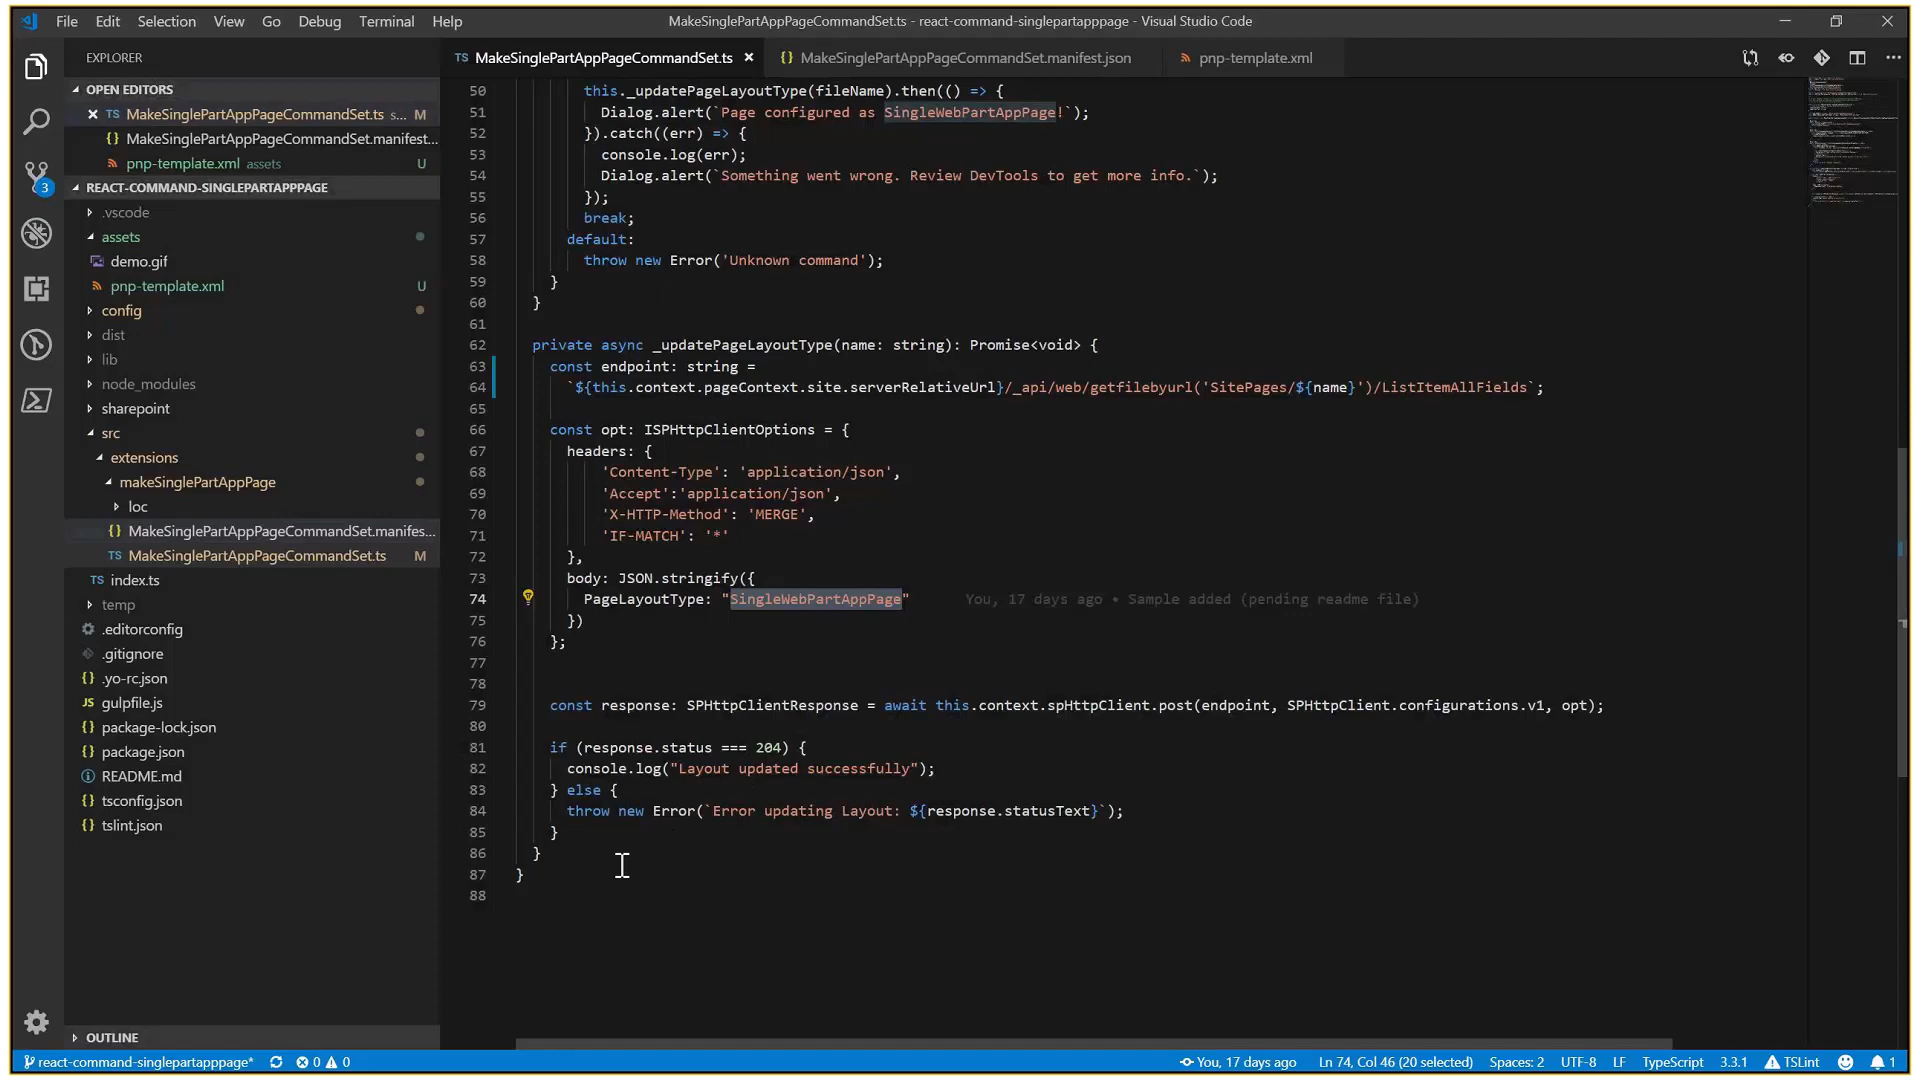 File Edit Selection View Go Debug Terminal Help
MakeSinglePartAppPageCommandSet.ts - react-command-singlepartapppage - Visual Studio Code
EXPLORER
OPEN EDITORS
TS MakeSinglePartAppPageCommandSet.ts s... M
{} MakeSinglePartAppPageCommandSet.manifest...
pnp-template.xml assets U
REACT-COMMAND-SINGLEPARTAPPPAGE
.vscode
assets
demo.gif
pnp-template.xml U
config
dist
lib
node_modules
sharepoint
src
extensions
makeSinglePartAppPage
loc
{} MakeSinglePartAppPageCommandSet.manifes...
TS MakeSinglePartAppPageCommandSet.ts M
TS index.ts
temp
.editorconfig
.gitignore
{} .yo-rc.json
JS gulpfile.js
{} package-lock.json
{} package.json
README.md
{} tsconfig.json
{} tslint.json
OUTLINE
3
TS MakeSinglePartAppPageCommandSet.ts
{} MakeSinglePartAppPageCommandSet.manifest.json
pnp-template.xml
50 this._updatePageLayoutType(fileName).then(() => {
51 Dialog.alert(`Page configured as SingleWebPartAppPage!`);
52 }).catch((err) => {
53 console.log(err);
54 Dialog.alert(`Something went wrong. Review DevTools to get more info.`);
55 });
56 break;
57 default:
58 throw new Error('Unknown command');
59 }
60 }
61
62 private async _updatePageLayoutType(name: string): Promise<void> {
63 const endpoint: string =
64 `${this.context.pageContext.site.serverRelativeUrl}/_api/web/getfilebyurl('SitePages/${name}')/ListItemAllFields`;
65
66 const opt: ISPHttpClientOptions = {
67 headers: {
68 'Content-Type': 'application/json',
69 'Accept':'application/json',
70 'X-HTTP-Method': 'MERGE',
71 'IF-MATCH': '*'
72 },
73 body: JSON.stringify({
74 PageLayoutType: "SingleWebPartAppPage" You, 17 days ago • Sample added (pending readme file)
75 })
76 };
77
78
79 const response: SPHttpClientResponse = await this.context.spHttpClient.post(endpoint, SPHttpClient.configurations.v1, opt);
80
81 if (response.status === 204) {
82 console.log("Layout updated successfully");
83 } else {
84 throw new Error(`Error updating Layout: ${response.statusText}`);
85 }
86 }
87 }
88
react-command-singlepartapppage* 0 0 You, 17 days ago Ln 74, Col 46 (20 selected) Spaces: 2 UTF-8 LF TypeScript 3.3.1 TSLint 1